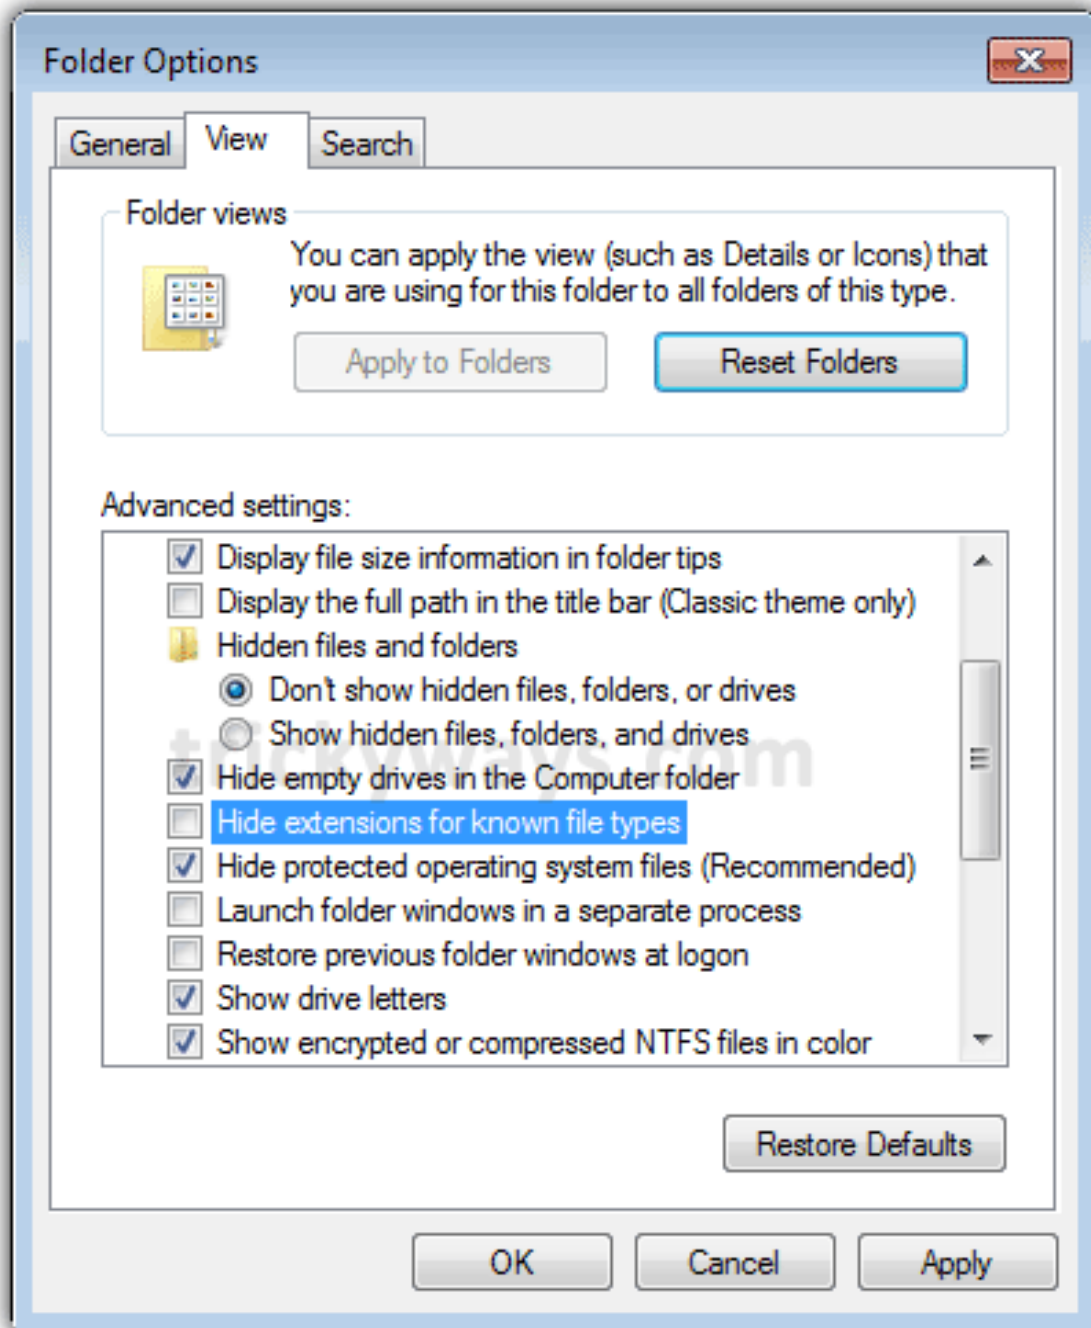 Folder Options
General View Search
Folder views
You can apply the view (such as Details or Icons) that
you are using for this folder to all folders of this type.
Apply to Folders Reset Folders
Advanced settings:
Display file size information in folder tips
Display the full path in the title bar (Classic theme only)
Hidden files and folders
Don't show hidden files, folders, or drives
Show hidden files, folders, and drives
trickyways.com
Hide empty drives in the Computer folder
Hide extensions for known file types
Hide protected operating system files (Recommended)
Launch folder windows in a separate process
Restore previous folder windows at logon
Show drive letters
Show encrypted or compressed NTFS files in color
Restore Defaults
OK Cancel Apply